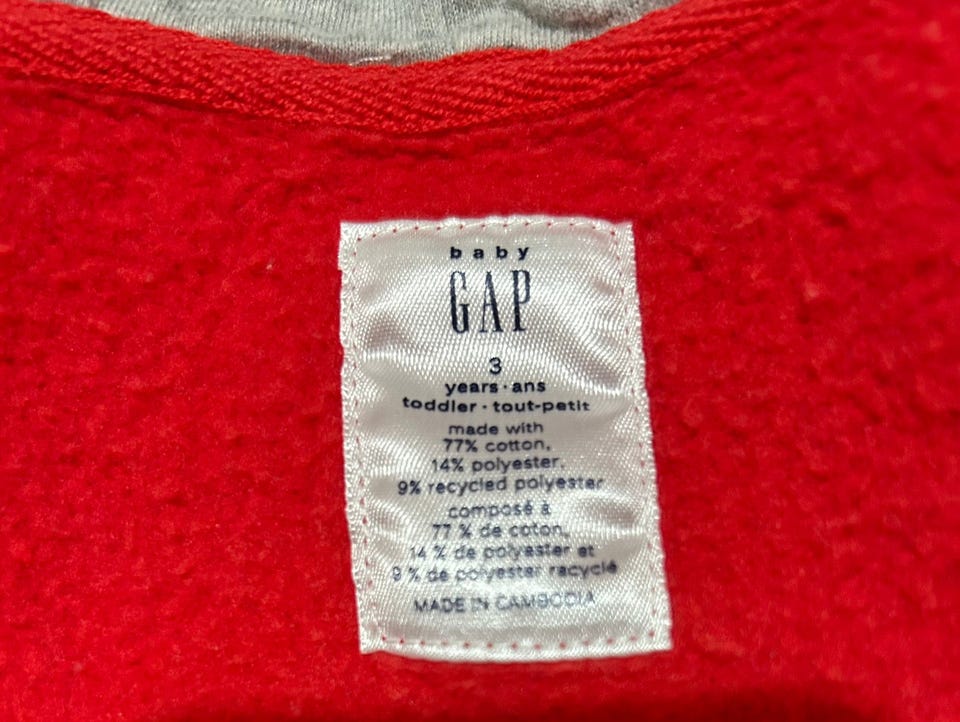 baby
GAP
3
years·ans
toddler·tout-petit
made with
77% cotton,
14% polyester,
9% recycled polyester
composé à
77 % de coton,
14 % de polyester et
9 % de polyester recyclé
MADE IN CAMBODIA